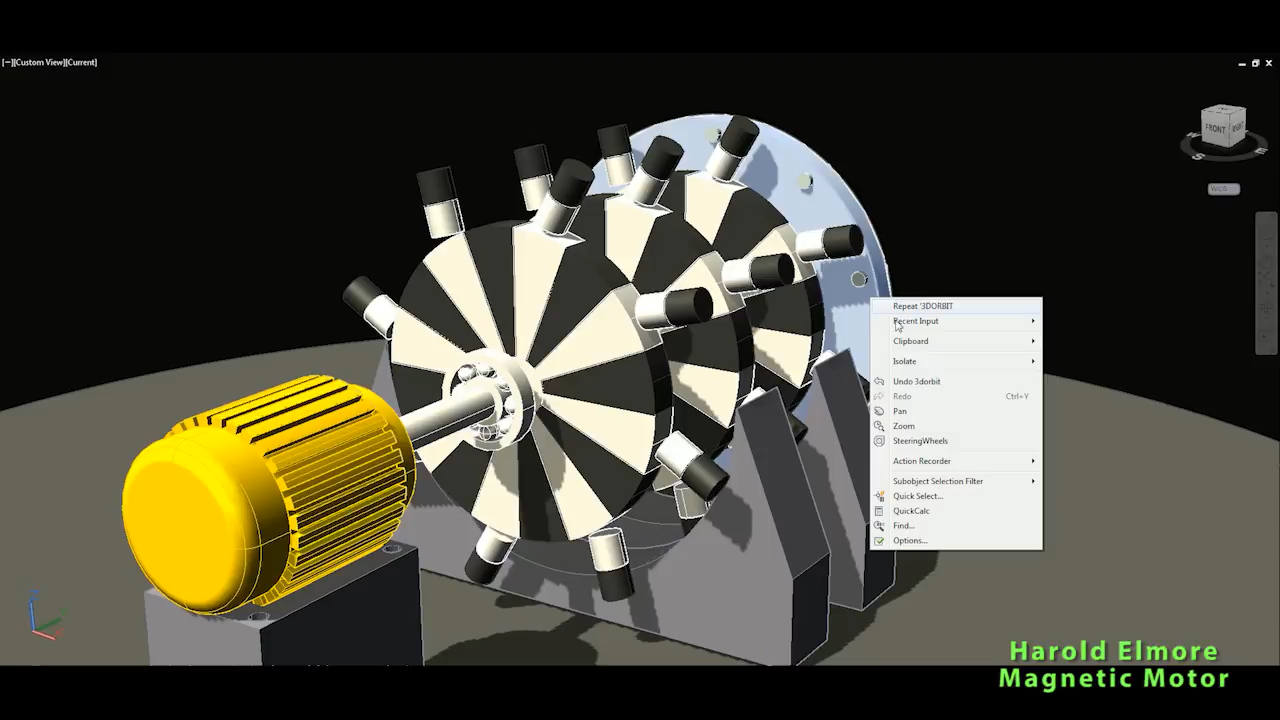 [−][Custom View][Current]
FRONT
RIGHT
S
E
WCS
Repeat '3DORBIT
Recent Input
Clipboard
Isolate
Undo 3dorbit
Redo Ctrl+Y
Pan
Zoom
SteeringWheels
Action Recorder
Subobject Selection Filter
Quick Select...
QuickCalc
Find...
Options...
Harold Elmore
Magnetic Motor